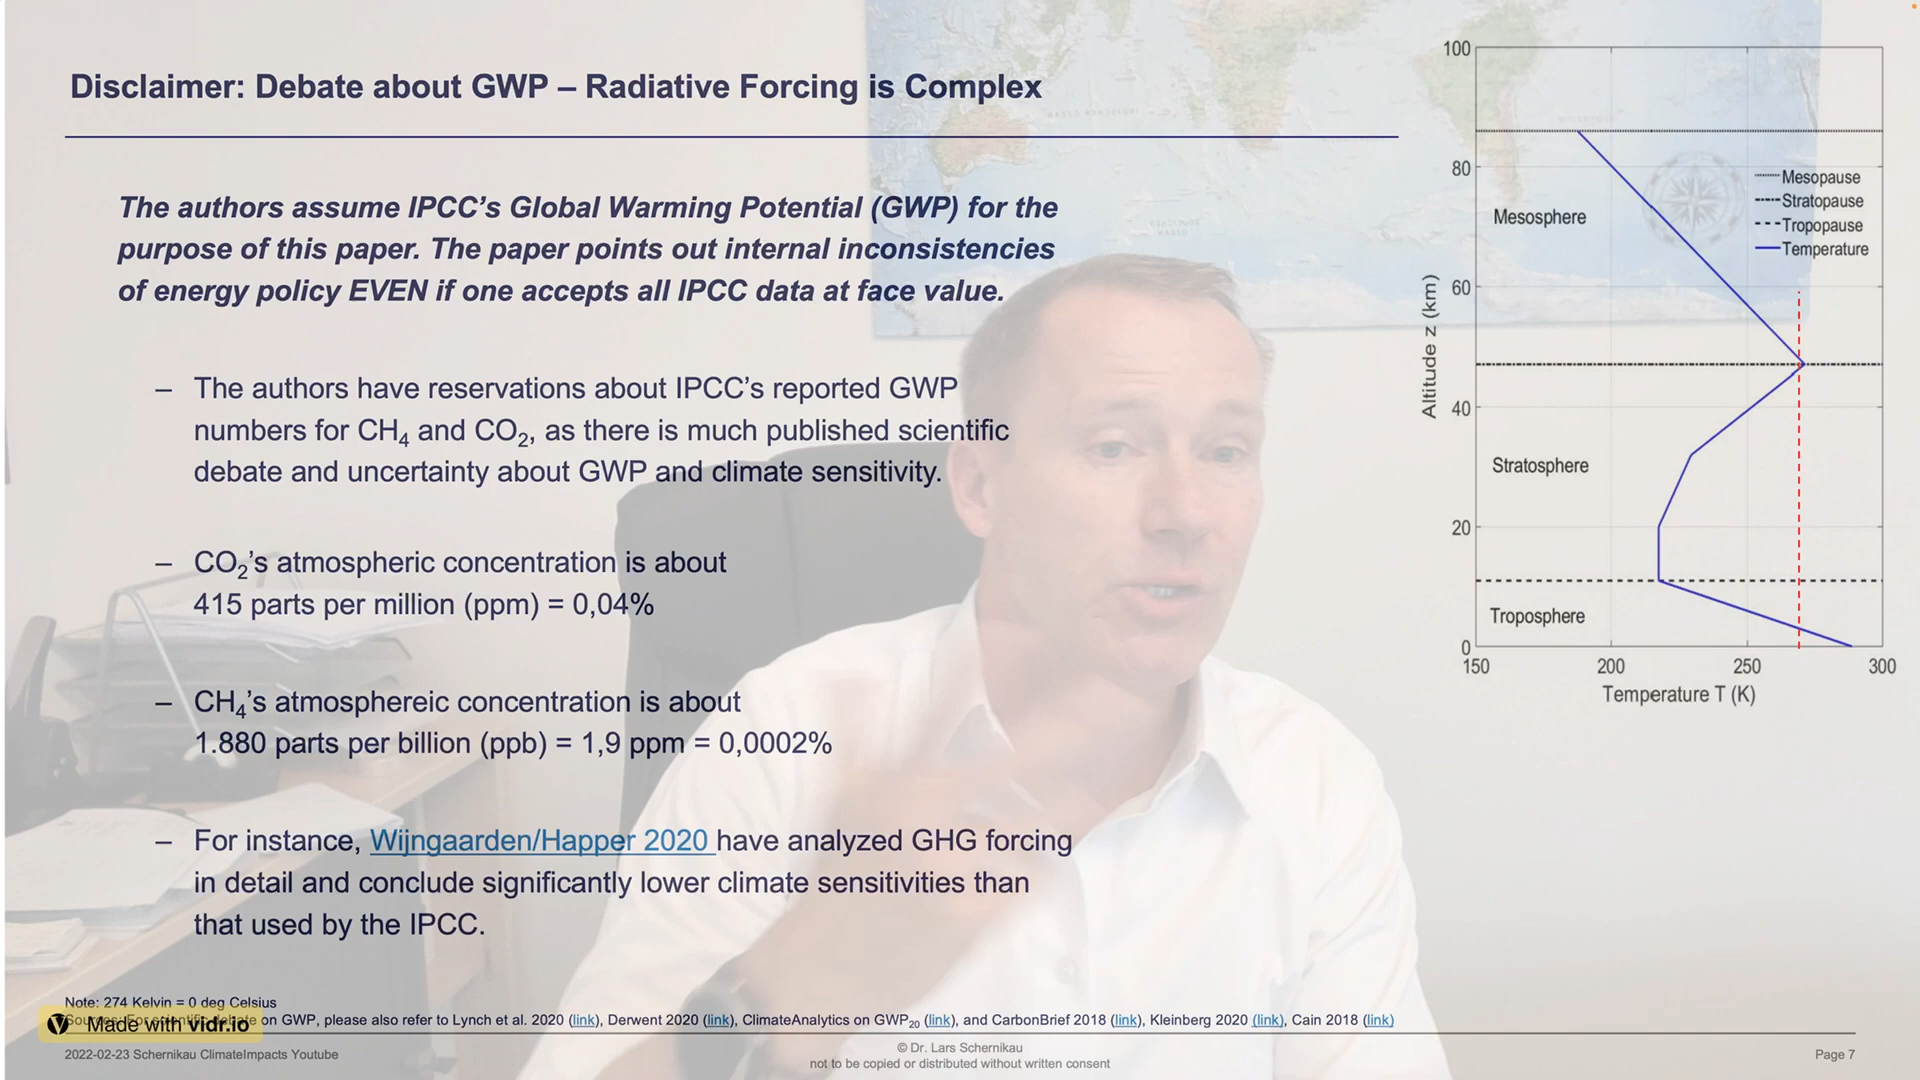 Disclaimer: Debate about GWP – Radiative Forcing is Complex
The authors assume IPCC’s Global Warming Potential (GWP) for the
purpose of this paper. The paper points out internal inconsistencies
of energy policy EVEN if one accepts all IPCC data at face value.
– The authors have reservations about IPCC’s reported GWP
numbers for CH4 and CO2, as there is much published scientific
debate and uncertainty about GWP and climate sensitivity.
– CO2’s atmospheric concentration is about
415 parts per million (ppm) = 0,04%
– CH4’s atmosphereic concentration is about
1.880 parts per billion (ppb) = 1,9 ppm = 0,0002%
– For instance, Wijngaarden/Happer 2020 have analyzed GHG forcing
in detail and conclude significantly lower climate sensitivities than
that used by the IPCC.
100
80
60
40
20
0
Altitude z (km)
Mesopause
Stratopause
Tropopause
Temperature
Mesosphere
Stratosphere
Troposphere
150 200 250 300
Temperature T (K)
Note: 274 Kelvin = 0 deg Celsius
Sources: For scientific debate on GWP, please also refer to Lynch et al. 2020 (link), Derwent 2020 (link), ClimateAnalytics on GWP20 (link), and CarbonBrief 2018 (link), Kleinberg 2020 (link), Cain 2018 (link)
Made with vidr.io
2022-02-23 Schernikau ClimateImpacts Youtube
© Dr. Lars Schernikau
not to be copied or distributed without written consent
Page 7